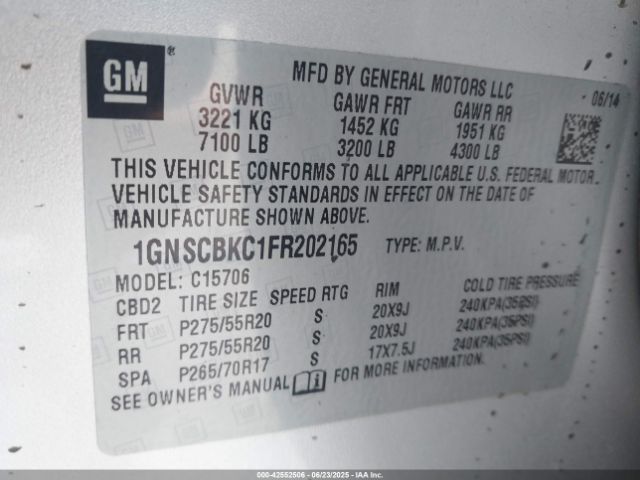 GM®
MFD BY GENERAL MOTORS LLC
06/14
GVWR GAWR FRT GAWR RR
3221 KG 1452 KG 1951 KG
7100 LB 3200 LB 4300 LB
THIS VEHICLE CONFORMS TO ALL APPLICABLE U.S. FEDERAL MOTOR
VEHICLE SAFETY STANDARDS IN EFFECT ON THE DATE OF
MANUFACTURE SHOWN ABOVE.
1GNSCBKC1FR202165 TYPE: M.P.V.
MODEL: C15706
CBD2 TIRE SIZE SPEED RTG RIM COLD TIRE PRESSURE
FRT P275/55R20 S 20X9J 240KPA(35PSI)
RR P275/55R20 S 20X9J 240KPA(35PSI)
SPA P265/70R17 S 17X7.5J 240KPA(35PSI)
SEE OWNER'S MANUAL i FOR MORE INFORMATION.
000-42552506 - 06/23/2025 - IAA Inc.